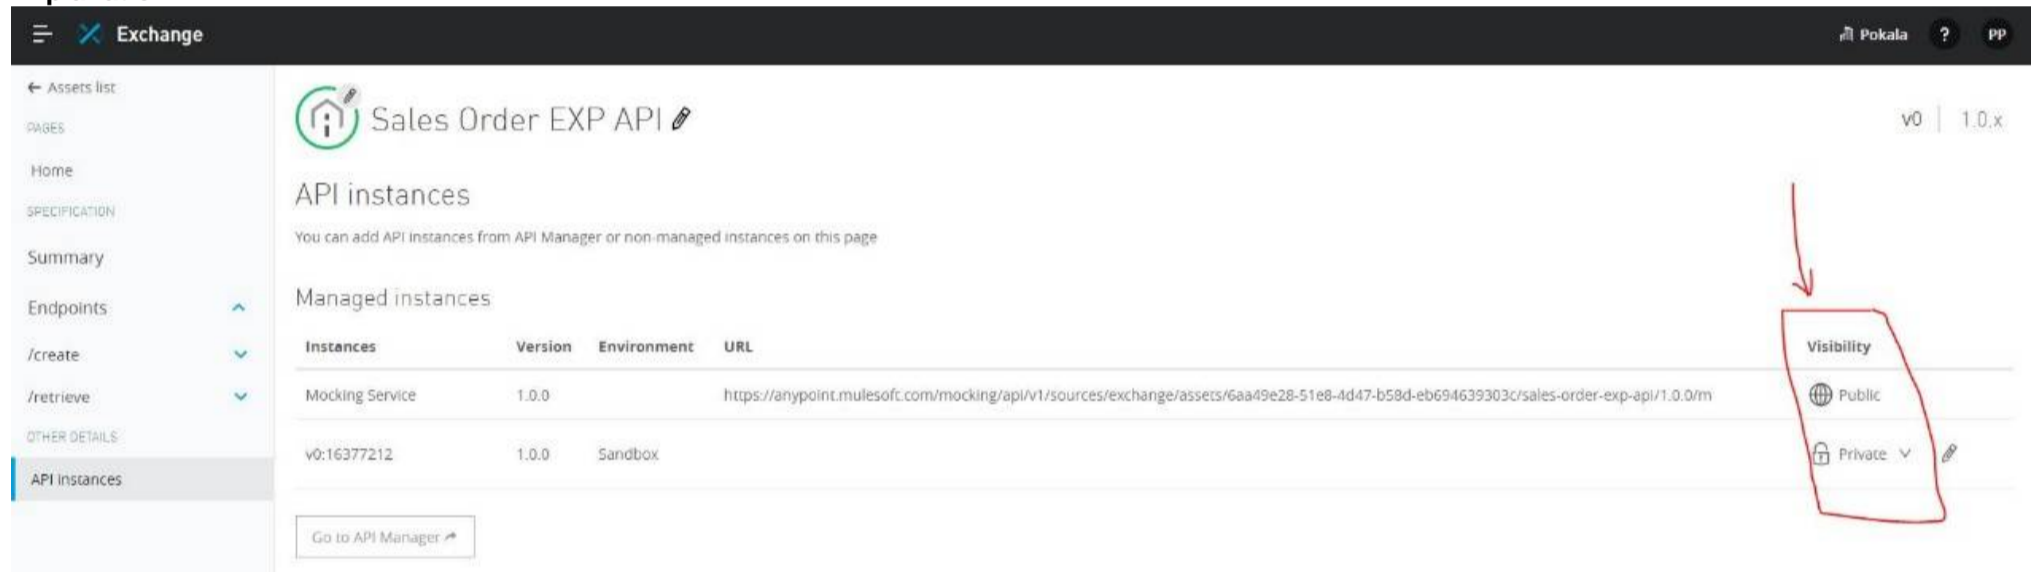 Exchange
Pokala ? PP
← Assets list
PAGES
Home
SPECIFICATION
Summary
Endpoints
/create
/retrieve
OTHER DETAILS
API instances
Sales Order EXP API
v0 | 1.0.x
API instances
You can add API instances from API Manager or non-managed instances on this page
Managed instances
Instances Version Environment URL Visibility
Mocking Service 1.0.0 https://anypoint.mulesoft.com/mocking/api/v1/sources/exchange/assets/6aa49e28-51e8-4d47-b58d-eb694639303c/sales-order-exp-api/1.0.0/m Public
v0:16377212 1.0.0 Sandbox Private
Go to API Manager